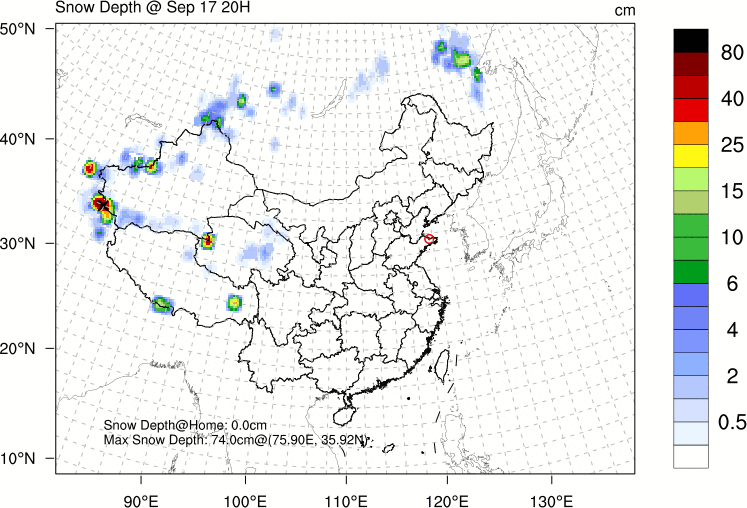 Snow Depth @ Sep 17 20H
cm
50°N
40°N
30°N
20°N
10°N
90°E
100°E
110°E
120°E
130°E
80
40
25
15
10
6
4
2
0.5
Snow Depth@Home: 0.0cm
Max Snow Depth: 74.0cm@(75.90E, 35.92N)